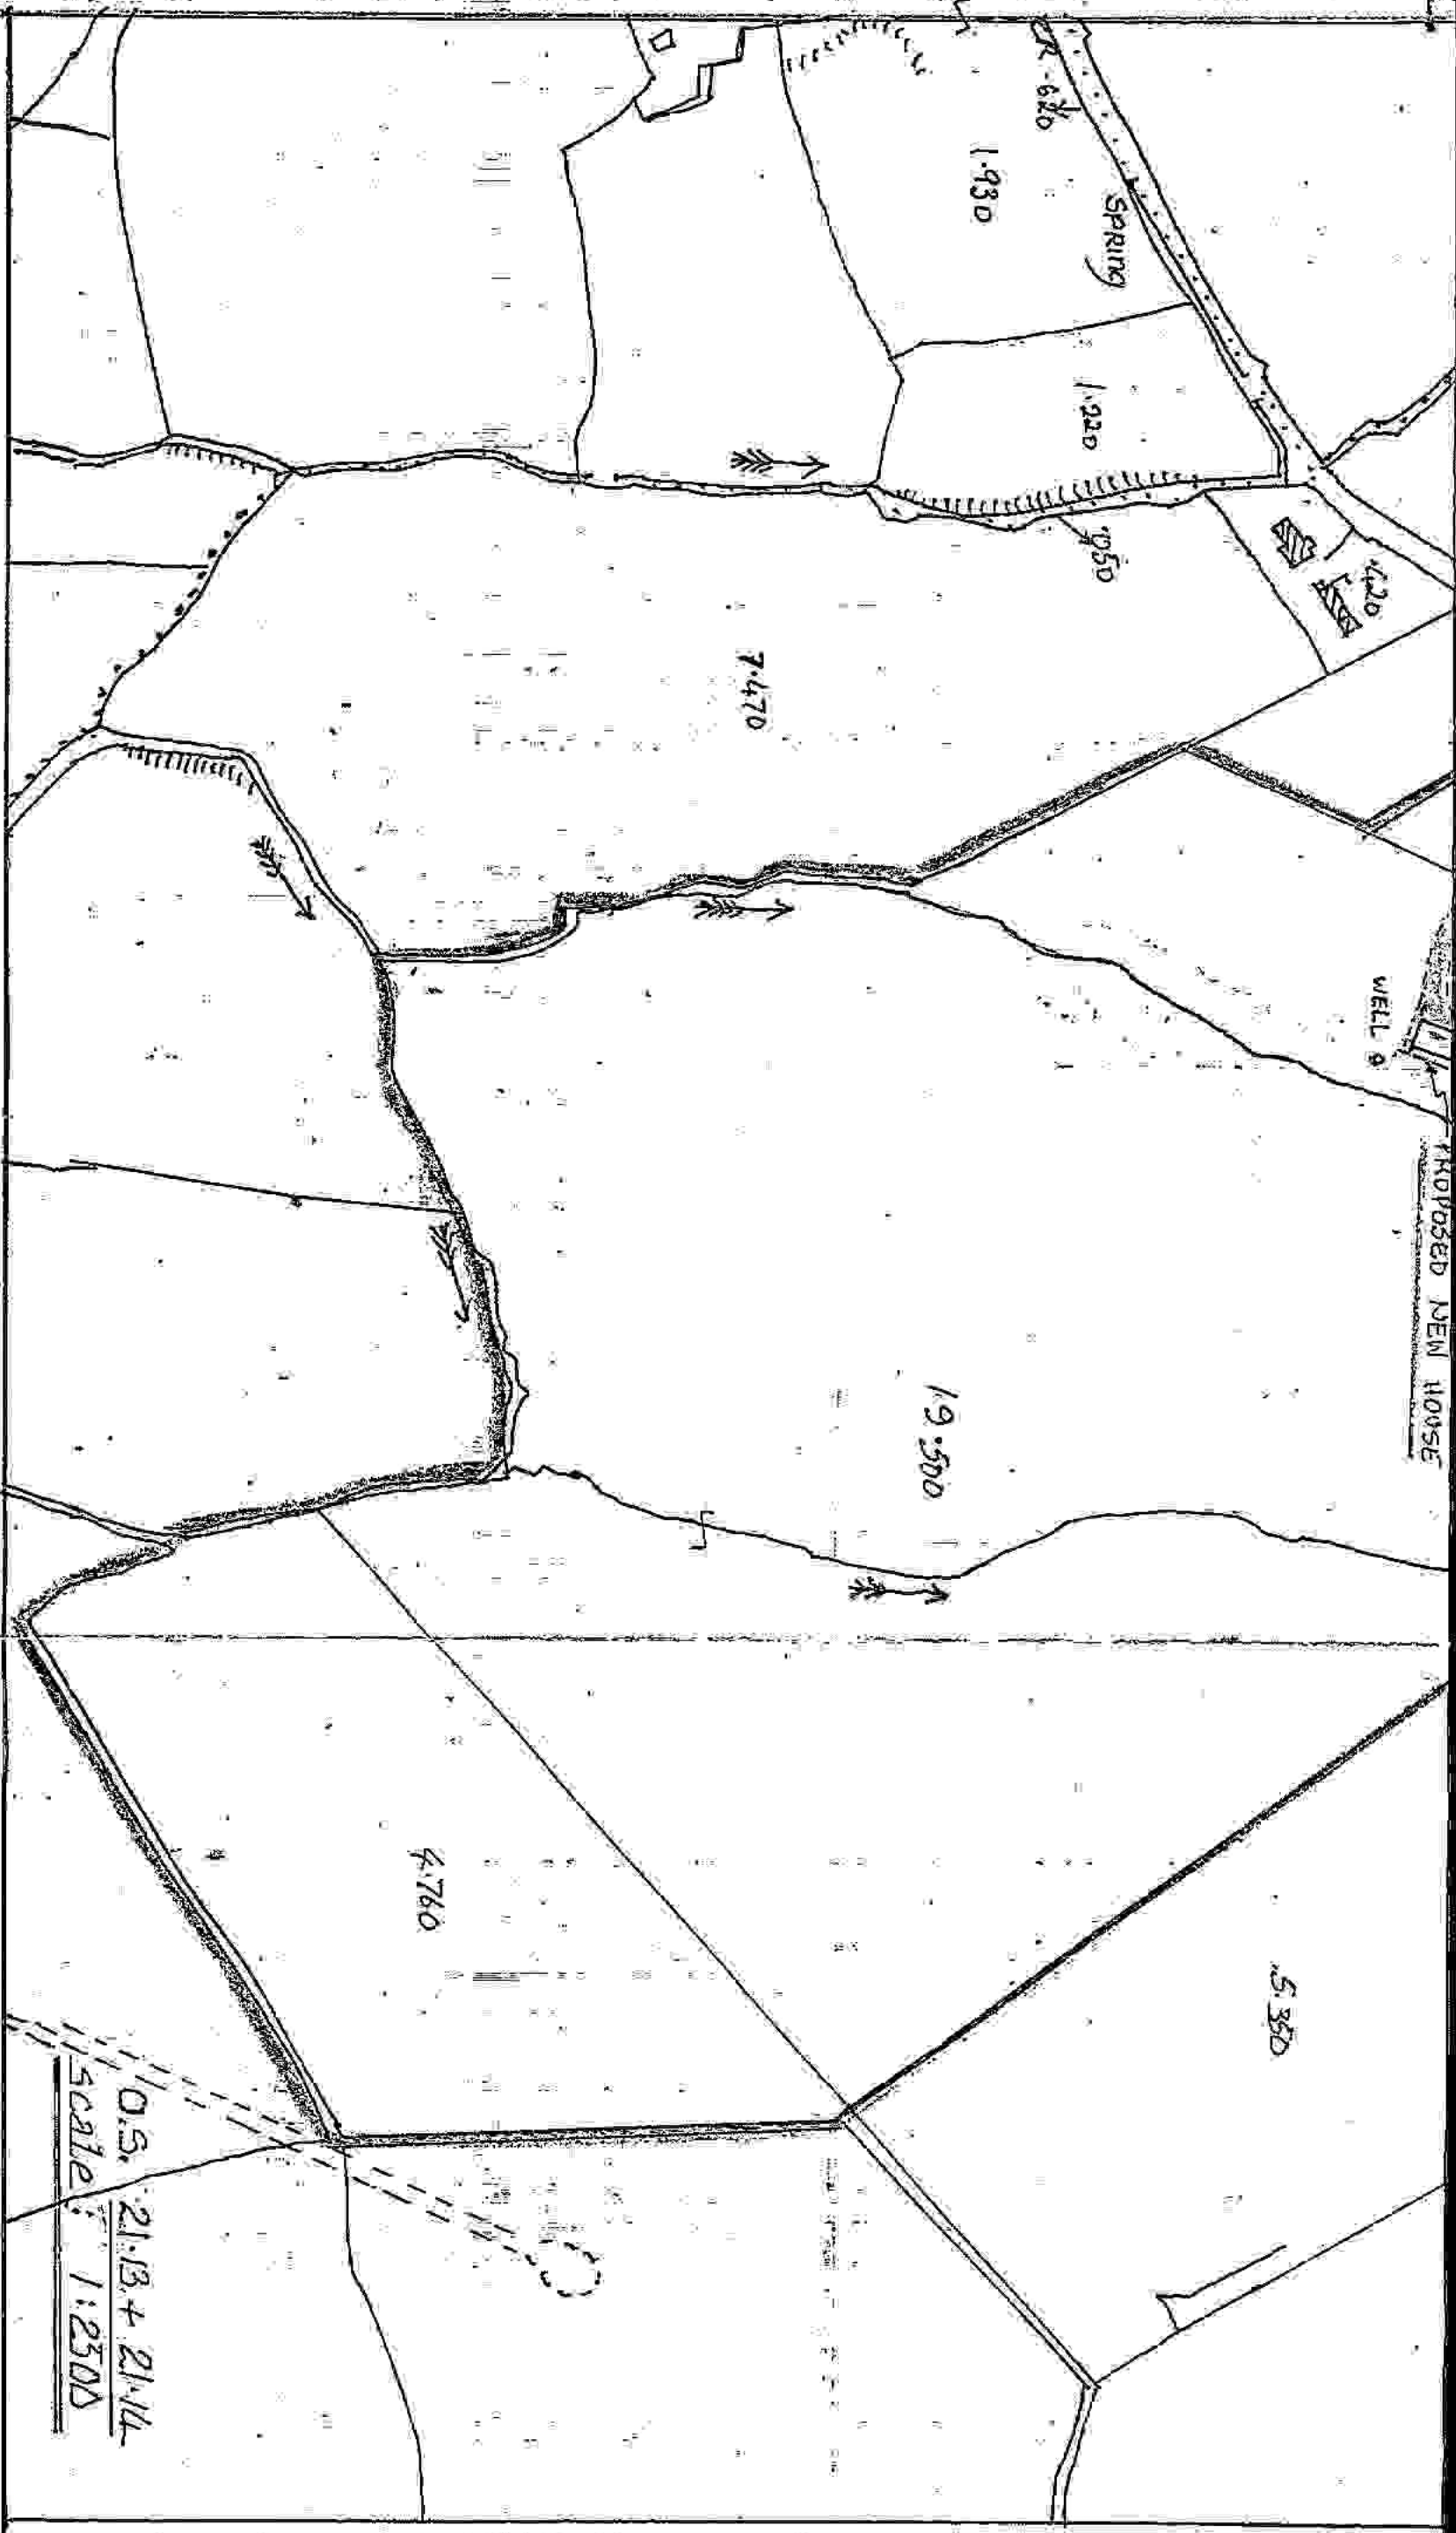 PROPOSED NEW HOUSE
WELL
.420
SPRING
1.220
.050
.620
1.930
7.470
19.500
5.350
4.760
O.S. 21.13 + 21.14
Scale: 1:2500